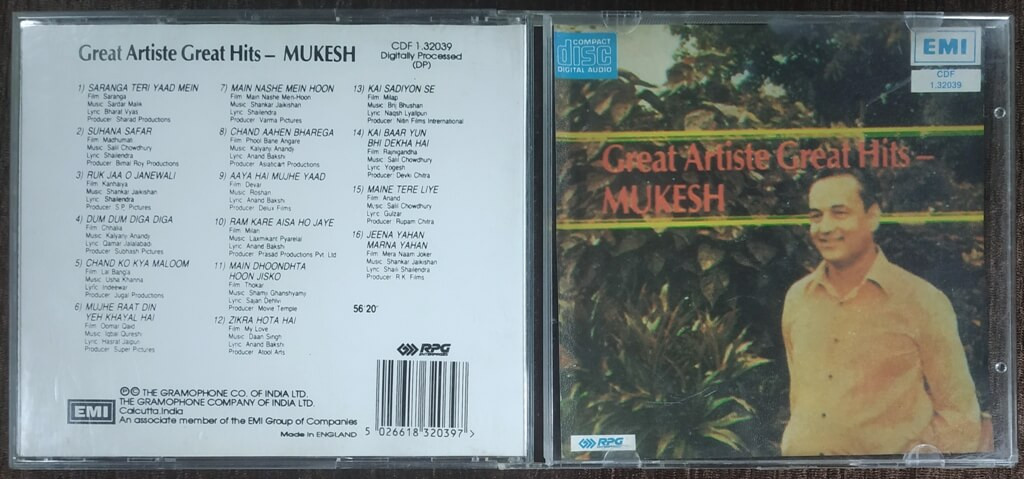 Great Artiste Great Hits – MUKESH
CDF 1.32039
Digitally Processed
(DP)
1) SARANGA TERI YAAD MEIN
Film: Saranga
Music: Sardar Malik
Lyric: Bharat Vyas
Producer: Sharad Productions
2) SUHANA SAFAR
Film: Madhumati
Music: Salil Chowdhury
Lyric: Shailendra
Producer: Bimal Roy Productions
3) RUK JAA O JANEWALI
Film: Kanhaiya
Music: Shankar Jaikishan
Lyric: Shailendra
Producer: S.P. Pictures
4) DUM DUM DIGA DIGA
Film: Chhalia
Music: Kalyanji Anandji
Lyric: Qamar Jalalabadi
Producer: Subhash Pictures
5) CHAND KO KYA MALOOM
Film: Lal Bangla
Music: Usha Khanna
Lyric: Indeewar
Producer: Jugal Productions
6) MUJHE RAAT DIN
YEH KHAYAL HAI
Film: Oomar Qaid
Music: Iqbal Qureshi
Lyric: Hasrat Jaipuri
Producer: Super Pictures
7) MAIN NASHE MEIN HOON
Film: Main Nashe Mein-Hoon
Music: Shankar Jaikishan
Lyric: Shailendra
Producer: Varma Pictures
8) CHAND AAHEN BHAREGA
Film: Phool Bane Angare
Music: Kalyanji Anandji
Lyric: Anand Bakshi
Producer: Asiaticart Productions
9) AAYA HAI MUJHE YAAD
Film: Devar
Music: Roshan
Lyric: Anand Bakshi
Producer: Delux Films
10) RAM KARE AISA HO JAYE
Film: Milan
Music: Laxmikant Pyarelal
Lyric: Anand Bakshi
Producer: Prasad Productions Pvt. Ltd
11) MAIN DHOONDHTA
HOON JISKO
Film: Thokar
Music: Shamji Ghanshyamji
Lyric: Sajan Dehlvi
Producer: Movie Temple
12) ZIKRA HOTA HAI
Film: My Love
Music: Daan Singh
Lyric: Anand Bakshi
Producer: Atool Arts
13) KAI SADIYON SE
Film: Milap
Music: Brij Bhushan
Lyric: Naqsh Lyallpuri
Producer: Nitin Films International
14) KAI BAAR YUN
BHI DEKHA HAI
Film: Rajnigandha
Music: Salil Chowdhury
Lyric: Yogesh
Producer: Devki Chitra
15) MAINE TERE LIYE
Film: Anand
Music: Salil Chowdhury
Lyric: Gulzar
Producer: Rupam Chitra
16) JEENA YAHAN
MARNA YAHAN
Film: Mera Naam Joker
Music: Shankar Jaikishan
Lyric: Shaili Shailendra
Producer: R.K. Films
56'20"
RPG
ENTERPRISES
℗© THE GRAMOPHONE CO. OF INDIA LTD.
THE GRAMOPHONE COMPANY OF INDIA LTD.
Calcutta, India
An associate member of the EMI Group of Companies
EMI
Made in ENGLAND
5 026618 320397 >
COMPACT
disc
DIGITAL AUDIO
EMI
CDF
1.32039
Great Artiste Great Hits –
MUKESH
RPG